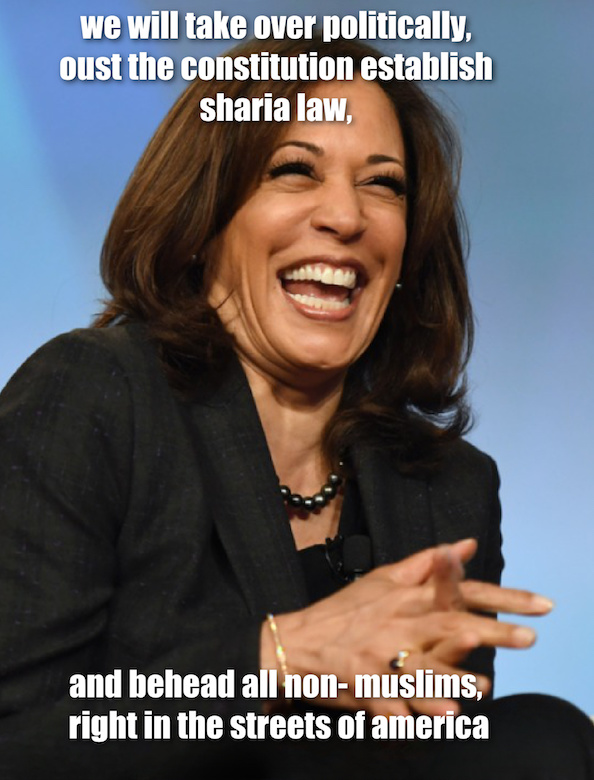 we will take over politically,
oust the constitution establish
sharia law,
and behead all non- muslims,
right in the streets of america